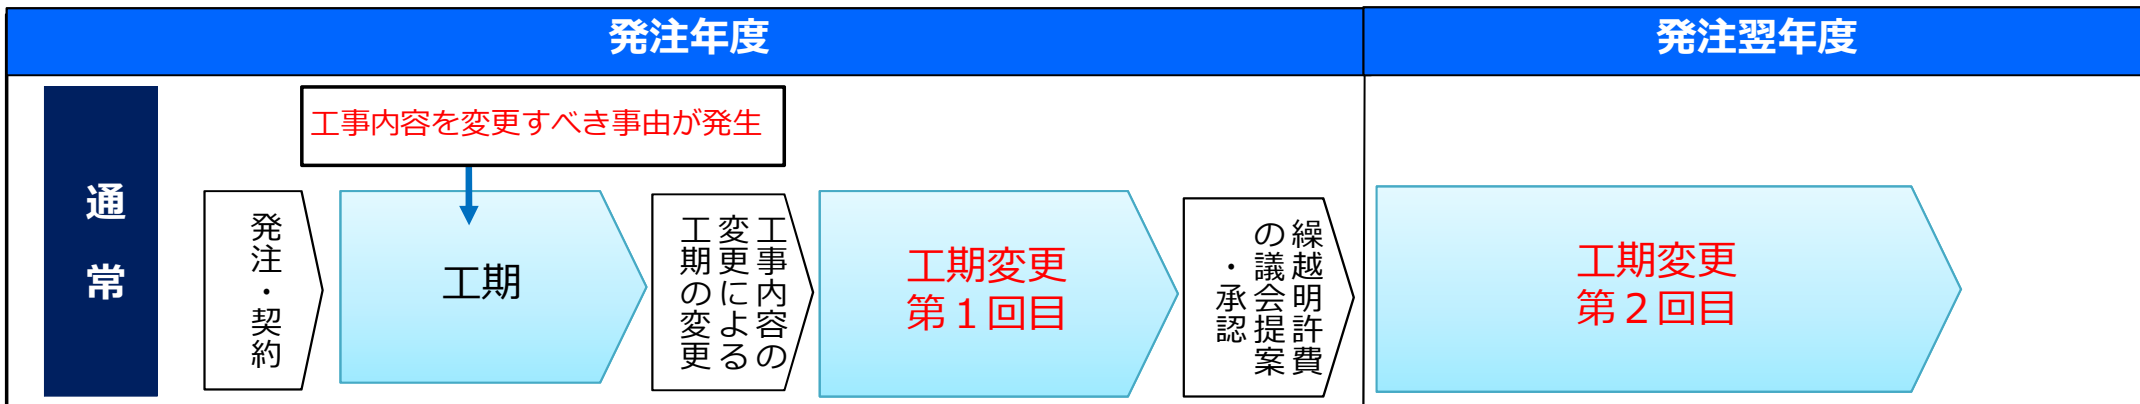 発注年度
発注翌年度
通常
工事内容を変更すべき事由が発生
発注・契約
工期
工事内容の
変更による
工期の変更
工期変更
第１回目
繰越明許費
の議会提案
・承認
工期変更
第２回目